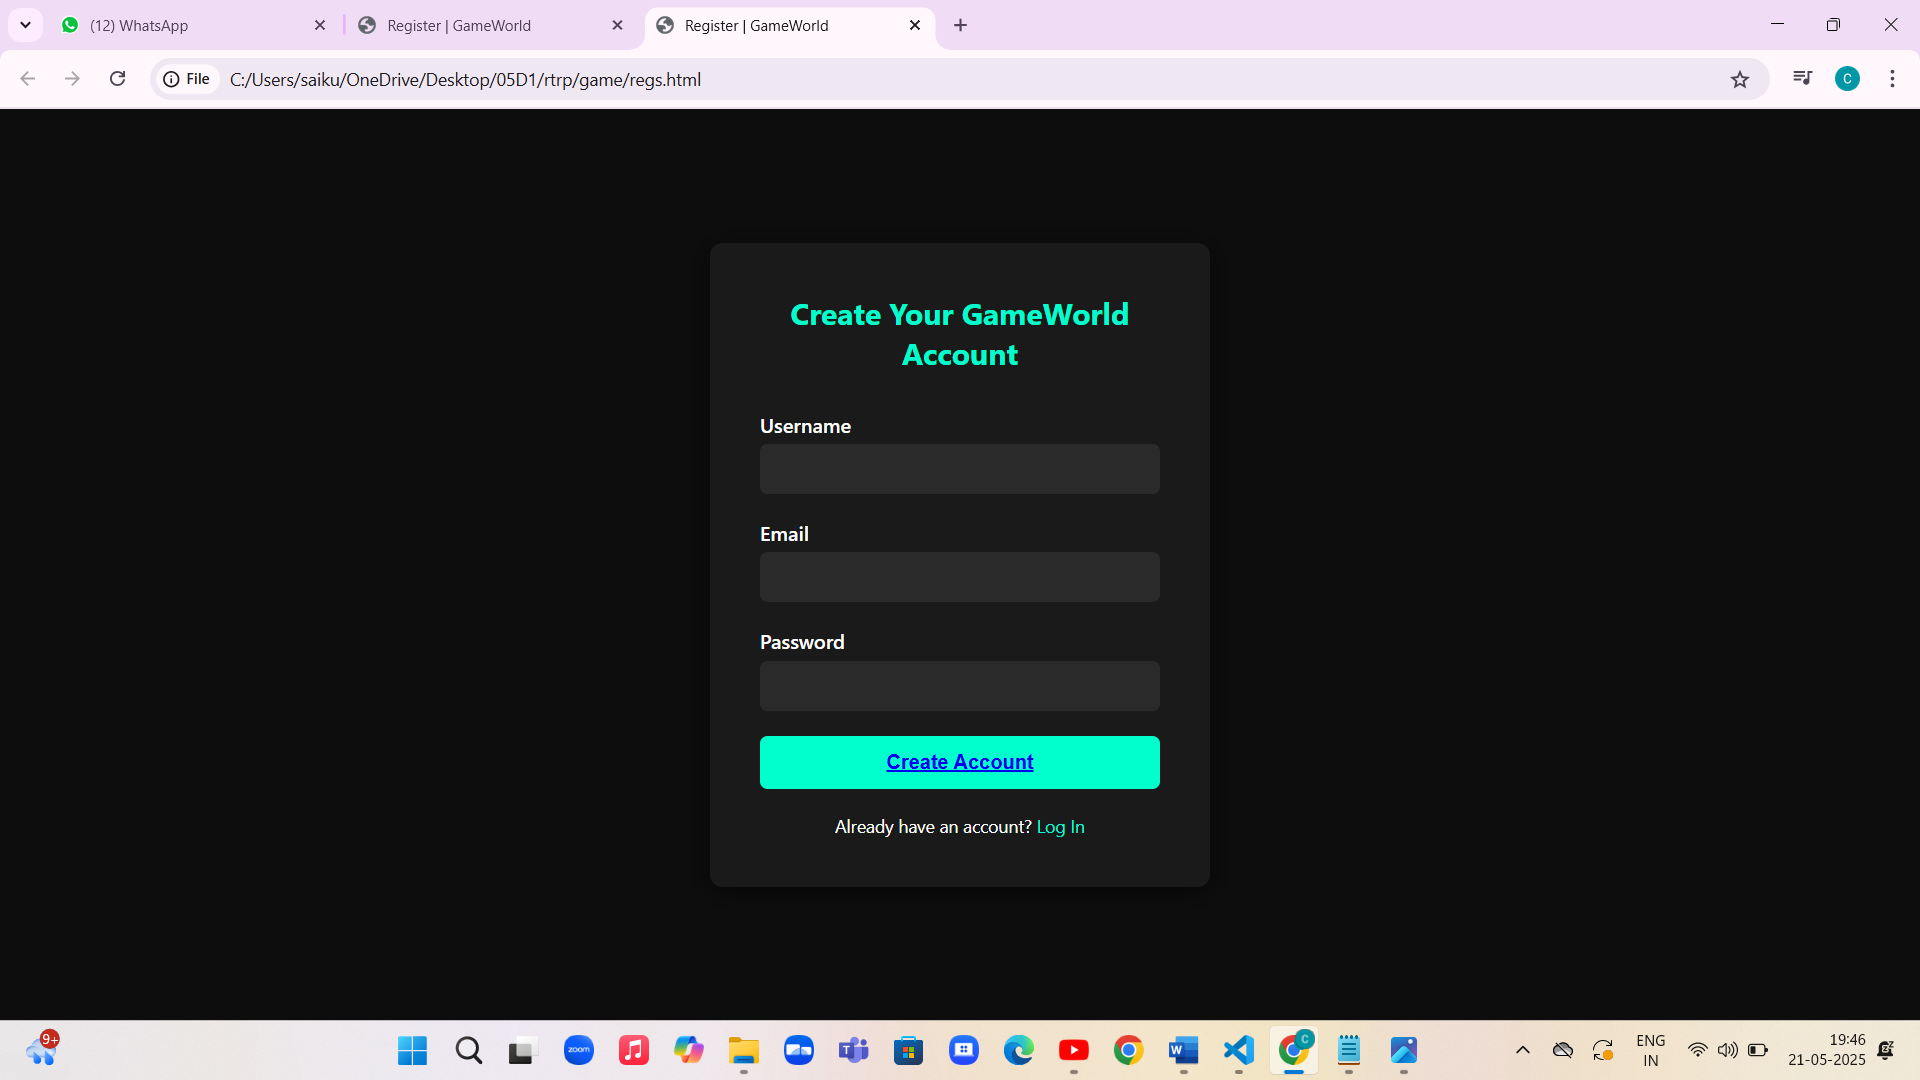 (12) WhatsApp
Register | GameWorld
Register | GameWorld
File
C:/Users/saiku/OneDrive/Desktop/05D1/rtrp/game/regs.html
C
Create Your GameWorld
Account
Username
Email
Password
Create Account
Already have an account? Log In
9+
zoom
T
W
C
ENG
IN
19:46
21-05-2025